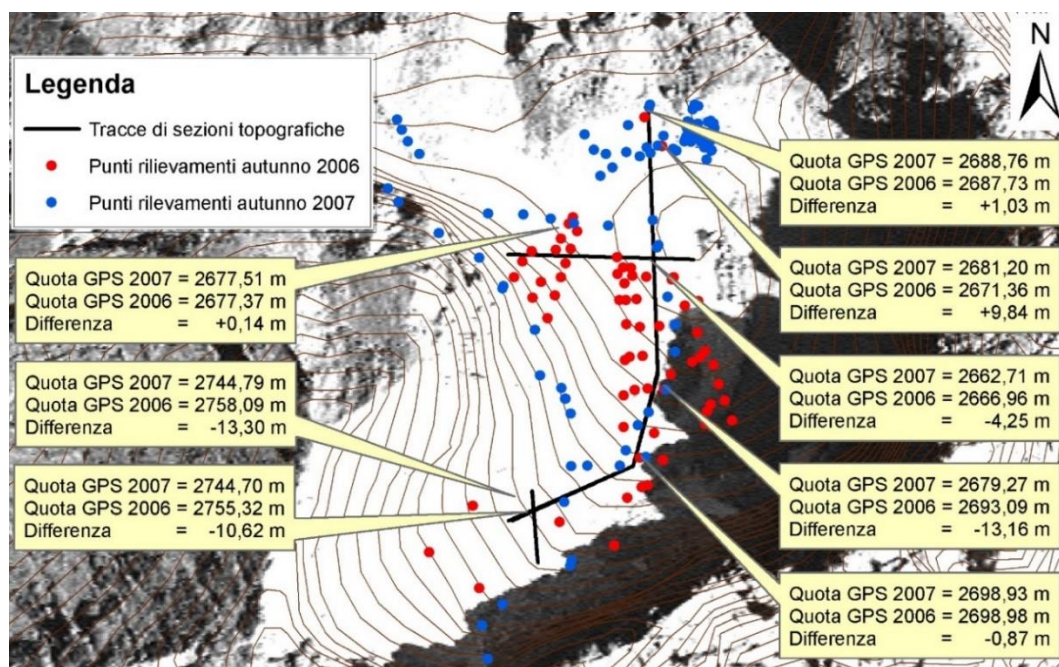 Legenda
Tracce di sezioni topografiche
Punti rilievamenti autunno 2006
Punti rilievamenti autunno 2007
N
Quota GPS 2007 = 2677,51 m
Quota GPS 2006 = 2677,37 m
Differenza = +0,14 m
Quota GPS 2007 = 2744,79 m
Quota GPS 2006 = 2758,09 m
Differenza = -13,30 m
Quota GPS 2007 = 2744,70 m
Quota GPS 2006 = 2755,32 m
Differenza = -10,62 m
Quota GPS 2007 = 2688,76 m
Quota GPS 2006 = 2687,73 m
Differenza = +1,03 m
Quota GPS 2007 = 2681,20 m
Quota GPS 2006 = 2671,36 m
Differenza = +9,84 m
Quota GPS 2007 = 2662,71 m
Quota GPS 2006 = 2666,96 m
Differenza = -4,25 m
Quota GPS 2007 = 2679,27 m
Quota GPS 2006 = 2693,09 m
Differenza = -13,16 m
Quota GPS 2007 = 2698,93 m
Quota GPS 2006 = 2698,98 m
Differenza = -0,87 m